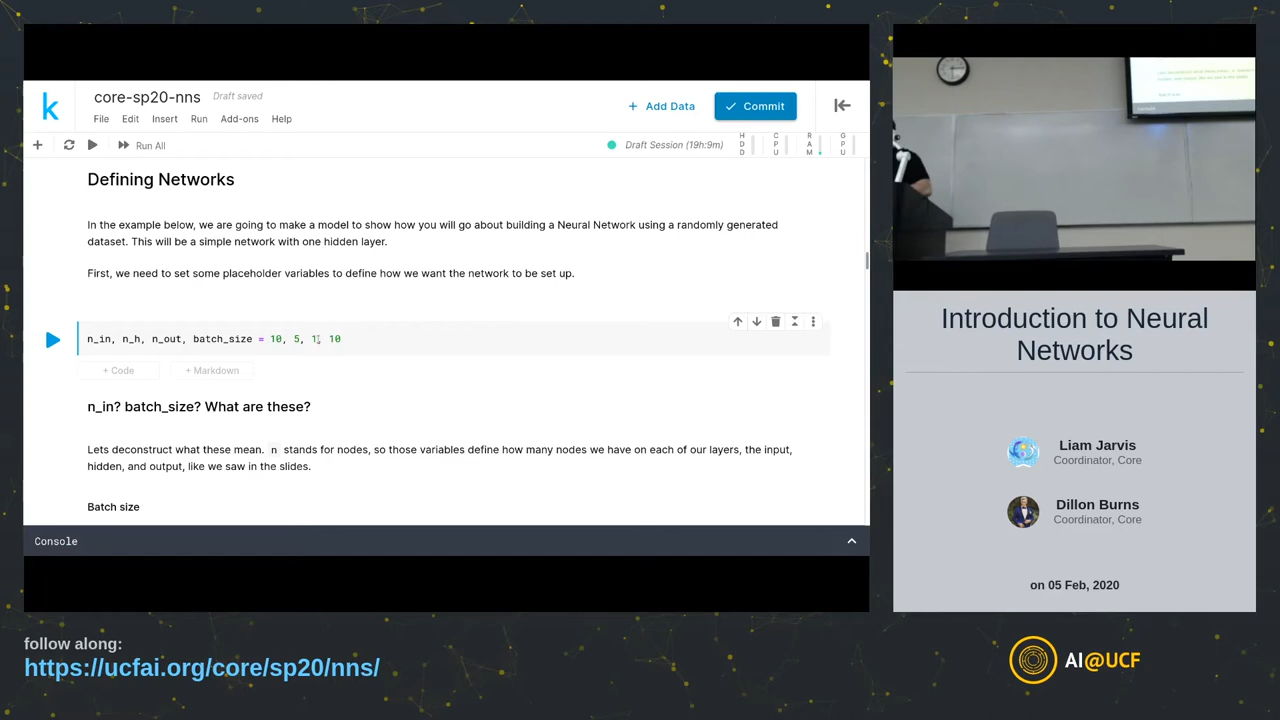 core-sp20-nns
Draft saved
File Edit Insert Run Add-ons Help
+ Add Data
Commit
Run All
Draft Session (19h:9m)
HDD
CPU
RAM
GPU
Defining Networks
In the example below, we are going to make a model to show how you will go about building a Neural Network using a randomly generated
dataset. This will be a simple network with one hidden layer.
First, we need to set some placeholder variables to define how we want the network to be set up.
n_in, n_h, n_out, batch_size = 10, 5, 1, 10
+ Code
+ Markdown
n_in? batch_size? What are these?
Lets deconstruct what these mean. n stands for nodes, so those variables define how many nodes we have on each of our layers, the input,
hidden, and output, like we saw in the slides.
Batch size
Console
Introduction to Neural
Networks
Liam Jarvis
Coordinator, Core
Dillon Burns
Coordinator, Core
on 05 Feb, 2020
follow along:
https://ucfai.org/core/sp20/nns/
AI@UCF